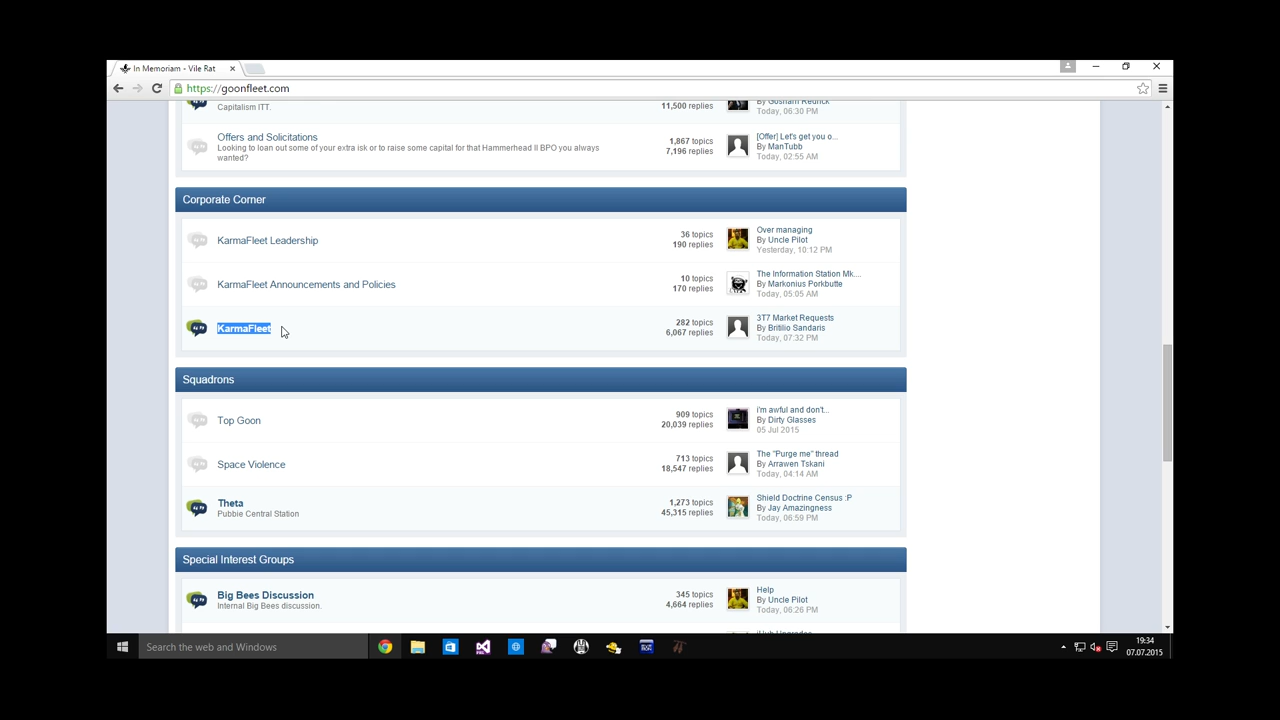 In Memoriam - Vile Rat
https://goonfleet.com
Capitalism ITT.
11,500 replies
By Gosham Redrick
Today, 06:30 PM
Offers and Solicitations
Looking to loan out some of your extra isk or to raise some capital for that Hammerhead II BPO you always
wanted?
1,867 topics
7,196 replies
[Offer] Let's get you o...
By ManTubb
Today, 02:55 AM
Corporate Corner
KarmaFleet Leadership
36 topics
190 replies
Over managing
By Uncle Pilot
Yesterday, 10:12 PM
KarmaFleet Announcements and Policies
10 topics
170 replies
The Information Station Mk....
By Markonius Porkbutte
Today, 05:05 AM
KarmaFleet
282 topics
6,067 replies
3T7 Market Requests
By Britilio Sandaris
Today, 07:32 PM
Squadrons
Top Goon
909 topics
20,039 replies
i'm awful and don't...
By Dirty Glasses
05 Jul 2015
Space Violence
713 topics
18,547 replies
The "Purge me" thread
By Arrawen Tskani
Today, 04:14 AM
Theta
Pubbie Central Station
1,273 topics
45,315 replies
Shield Doctrine Census :P
By Jay Amazingness
Today, 06:59 PM
Special Interest Groups
Big Bees Discussion
Internal Big Bees discussion.
345 topics
4,664 replies
Help
By Uncle Pilot
Today, 06:26 PM
Search the web and Windows
19:34
07.07.2015